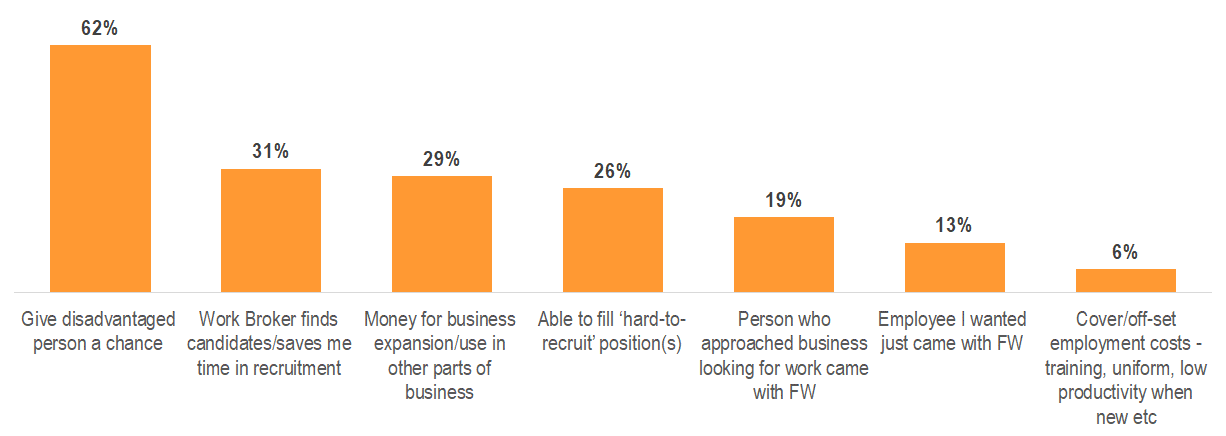 62%
31%
29%
26%
19%
13%
6%
Give disadvantaged
person a chance
Work Broker finds
candidates/saves me
time in recruitment
Money for business
expansion/use in
other parts of
business
Able to fill ‘hard-to-
recruit’ position(s)
Person who
approached business
looking for work came
with FW
Employee I wanted
just came with FW
Cover/off-set
employment costs -
training, uniform, low
productivity when
new etc